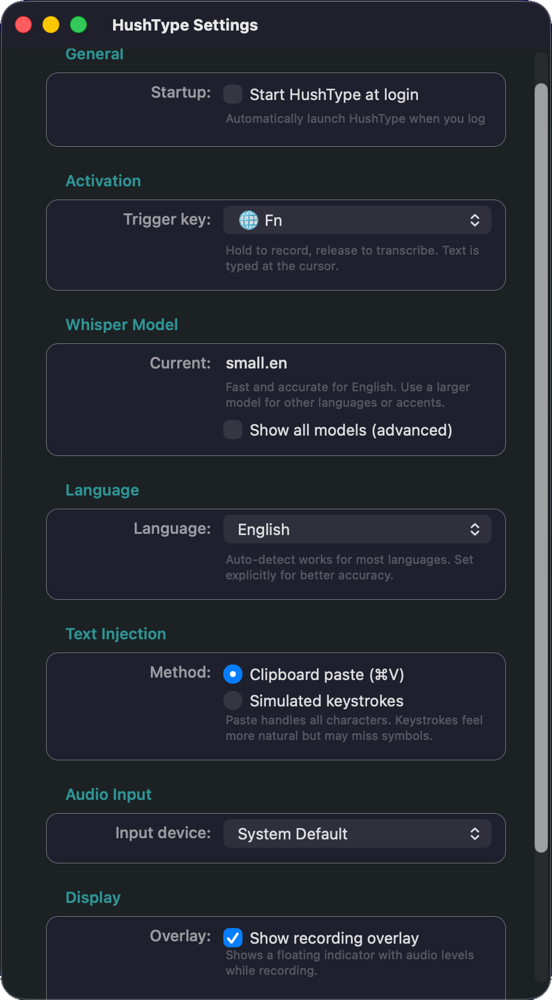 HushType Settings
General
Startup: Start HushType at login
Automatically launch HushType when you log
Activation
Trigger key: Fn
Hold to record, release to transcribe. Text is
typed at the cursor.
Whisper Model
Current: small.en
Fast and accurate for English. Use a larger
model for other languages or accents.
Show all models (advanced)
Language
Language: English
Auto-detect works for most languages. Set
explicitly for better accuracy.
Text Injection
Method: Clipboard paste (⌘V)
Simulated keystrokes
Paste handles all characters. Keystrokes feel
more natural but may miss symbols.
Audio Input
Input device: System Default
Display
Overlay: Show recording overlay
Shows a floating indicator with audio levels
while recording.